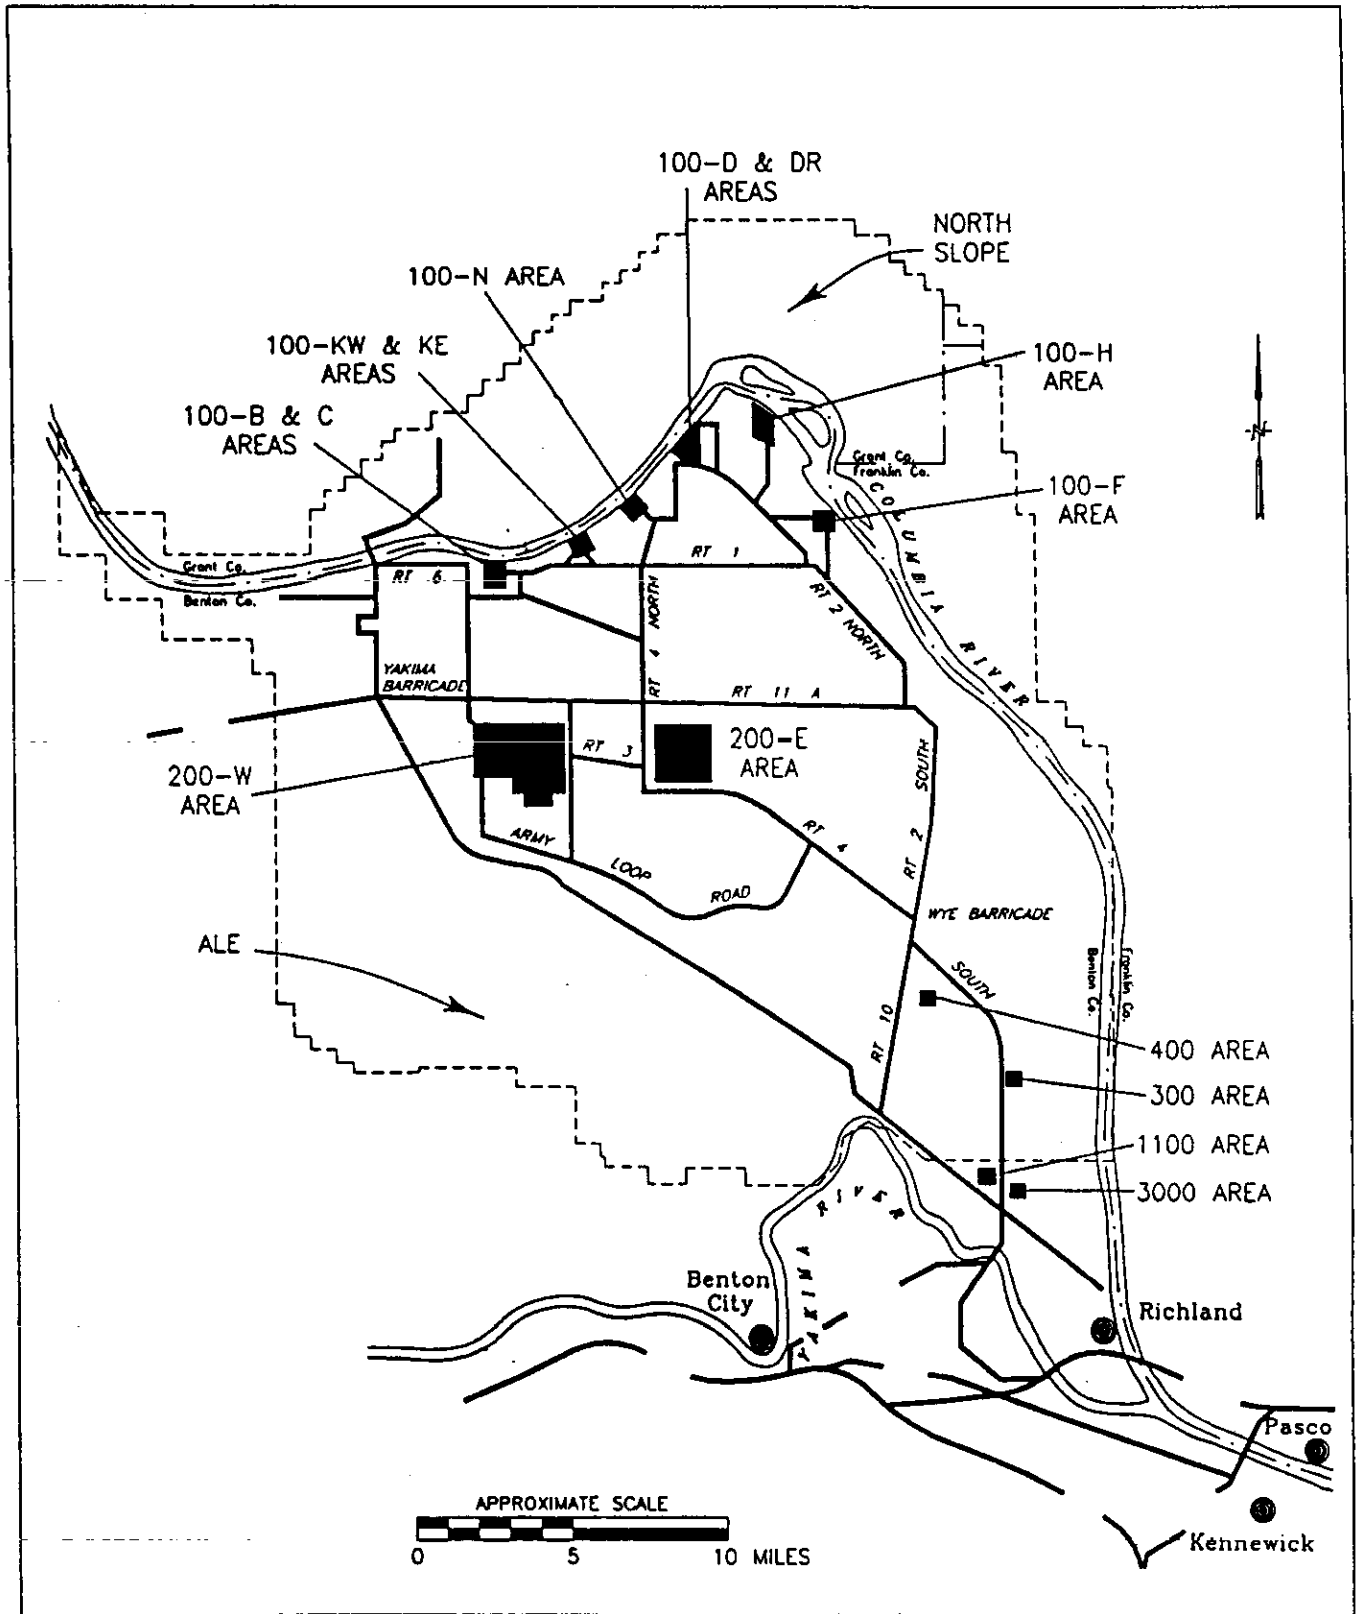 100-D & DR
AREAS
NORTH
SLOPE
100-N AREA
100-KW & KE
AREAS
100-H
AREA
100-B & C
AREAS
Grant Co.
Franklin Co.
100-F
AREA
COLUMBIA RIVER
RT 1
Grant Co.
RT 6
Benton Co.
RT 4 NORTH
RT 2 NORTH
YAKIMA
BARRICADE
RT 11 A
200-E
AREA
RT 3
RT 2 SOUTH
200-W
AREA
ARMY LOOP ROAD
RT 4
WYE BARRICADE
ALE
SOUTH
Benton Co.
Franklin Co.
RT 10
400 AREA
300 AREA
1100 AREA
3000 AREA
YAKIMA RIVER
Benton
City
Richland
Pasco
Kennewick
APPROXIMATE SCALE
0 5 10 MILES
N